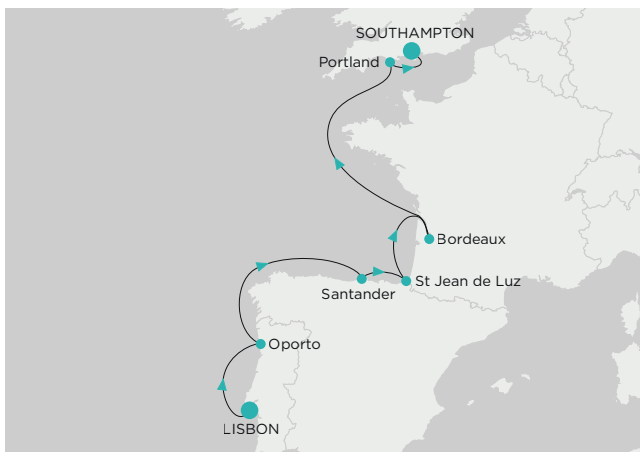 SOUTHAMPTON
Portland
Bordeaux
St Jean de Luz
Santander
Oporto
LISBON